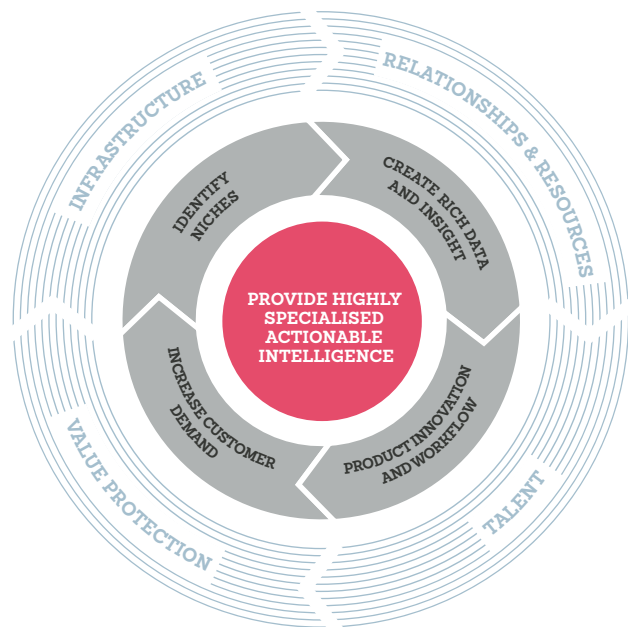 INFRASTRUCTURE
RELATIONSHIPS & RESOURCES
IDENTIFY
NICHES
CREATE RICH DATA
AND INSIGHT
PROVIDE HIGHLY
SPECIALISED
ACTIONABLE
INTELLIGENCE
INCREASE CUSTOMER
DEMAND
PRODUCT INNOVATION
AND WORKFLOW
VALUE PROTECTION
TALENT